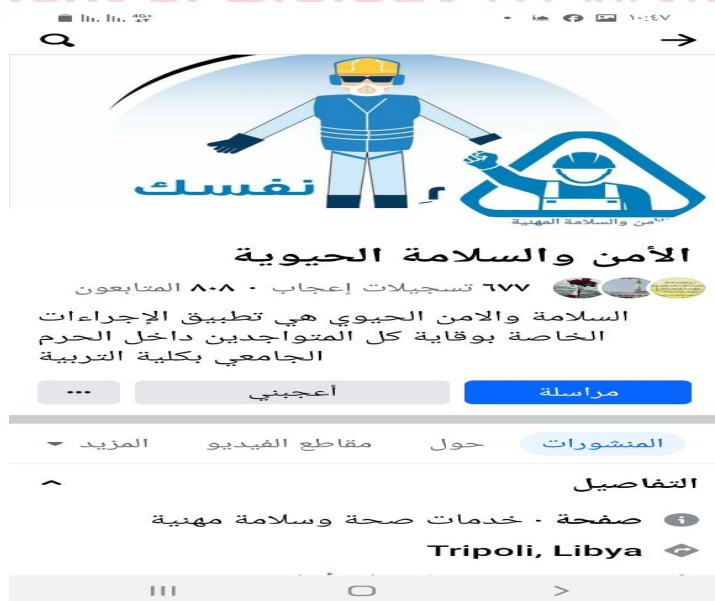 4G+
١٠:٤٧
نفسك
الأمن والسلامة المهنية
الأمن والسلامة الحيوية
٦٧٧ تسجيلات إعجاب · ٨٠٨ المتابعون
السلامة والامن الحيوي هي تطبيق الإجراءات
الخاصة بوقاية كل المتواجدين داخل الحرم
الجامعي بكلية التربية
مراسلة
أعجبني
المنشورات
حول
مقاطع الفيديو
المزيد
التفاصيل
صفحة · خدمات صحة وسلامة مهنية
Tripoli, Libya